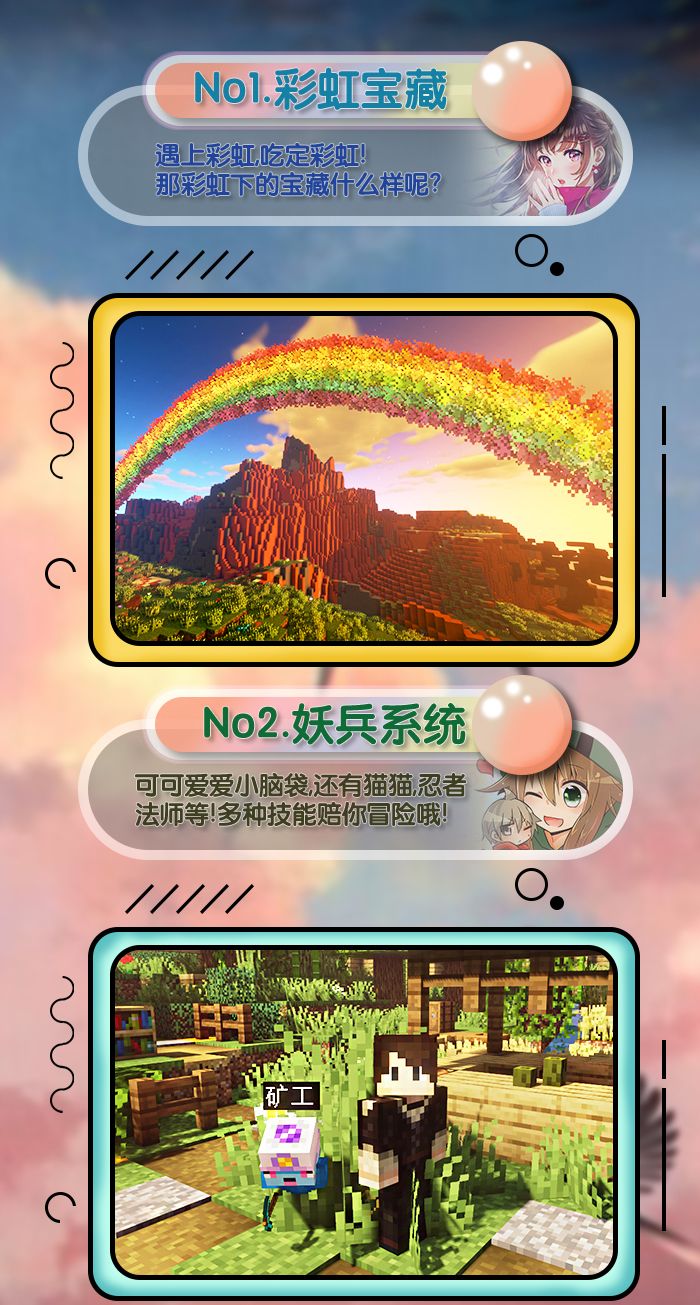 No1.彩虹宝藏
遇上彩虹,吃定彩虹!
那彩虹下的宝藏什么样呢?
No2.妖兵系统
可可爱爱小脑袋,还有猫猫,忍者
法师等!多种技能赔你冒险哦!
矿工